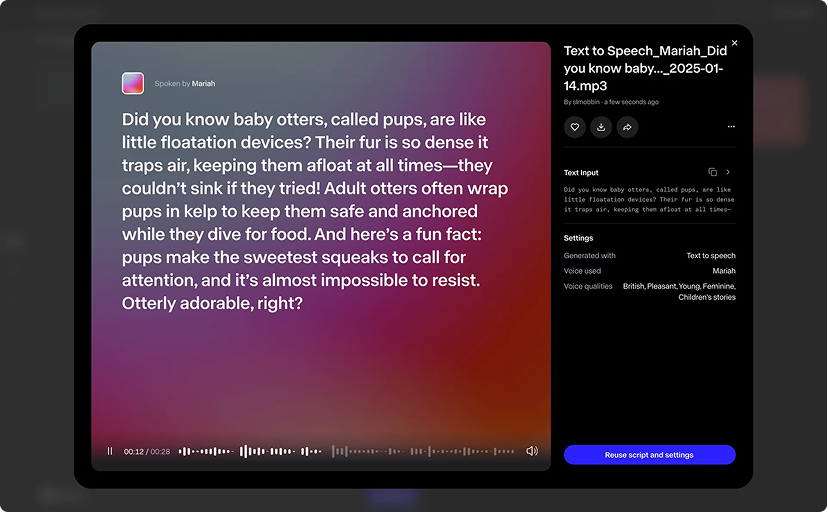 Spoken by Mariah
Did you know baby otters, called pups, are like
little floatation devices? Their fur is so dense it
traps air, keeping them afloat at all times—they
couldn't sink if they tried! Adult otters often wrap
pups in kelp to keep them safe and anchored
while they dive for food. And here's a fun fact:
pups make the sweetest squeaks to call for
attention, and it's almost impossible to resist.
Otterly adorable, right?
00:12 / 00:28
Text to Speech_Mariah_Did
you know baby..._2025-01-
14.mp3
By slmobbin · a few seconds ago
Text Input
Did you know baby otters, called pups, are like
little floatation devices? Their fur is so dense
it traps air, keeping them afloat at all times—
Settings
Generated with Text to speech
Voice used Mariah
Voice qualities British, Pleasant, Young, Feminine,
Children's stories
Reuse script and settings